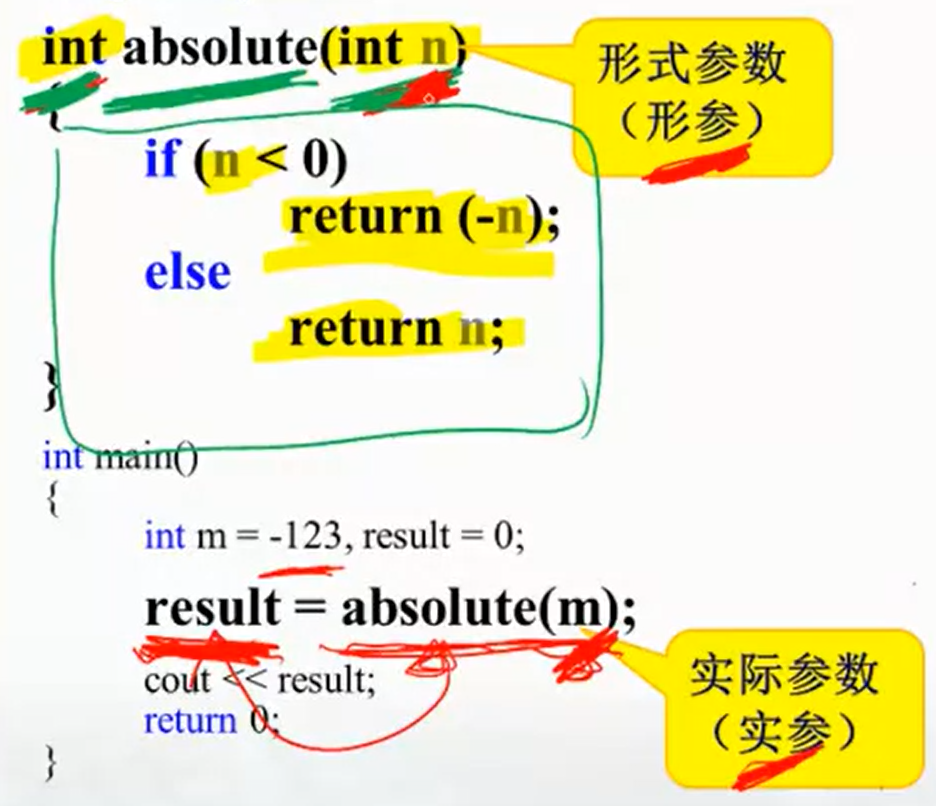 int absolute(int n)
形式参数
（形参）
{
if (n < 0)
return (-n);
else
return n;
}
int main()
{
int m = -123, result = 0;
result = absolute(m);
实际参数
（实参）
cout << result;
return 0;
}